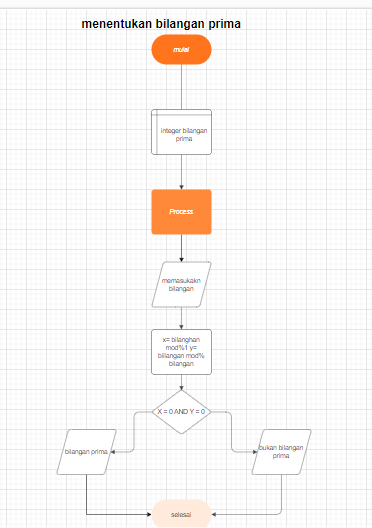 menentukan bilangan prima
mulai
integer bilangan
prima
Process
memasukakn
bilangan
x= bilanghan
mod%1 y=
bilangan mod%
bilangan
X = 0 AND Y = 0
bilangan prima
bukan bilangan
prima
selesai